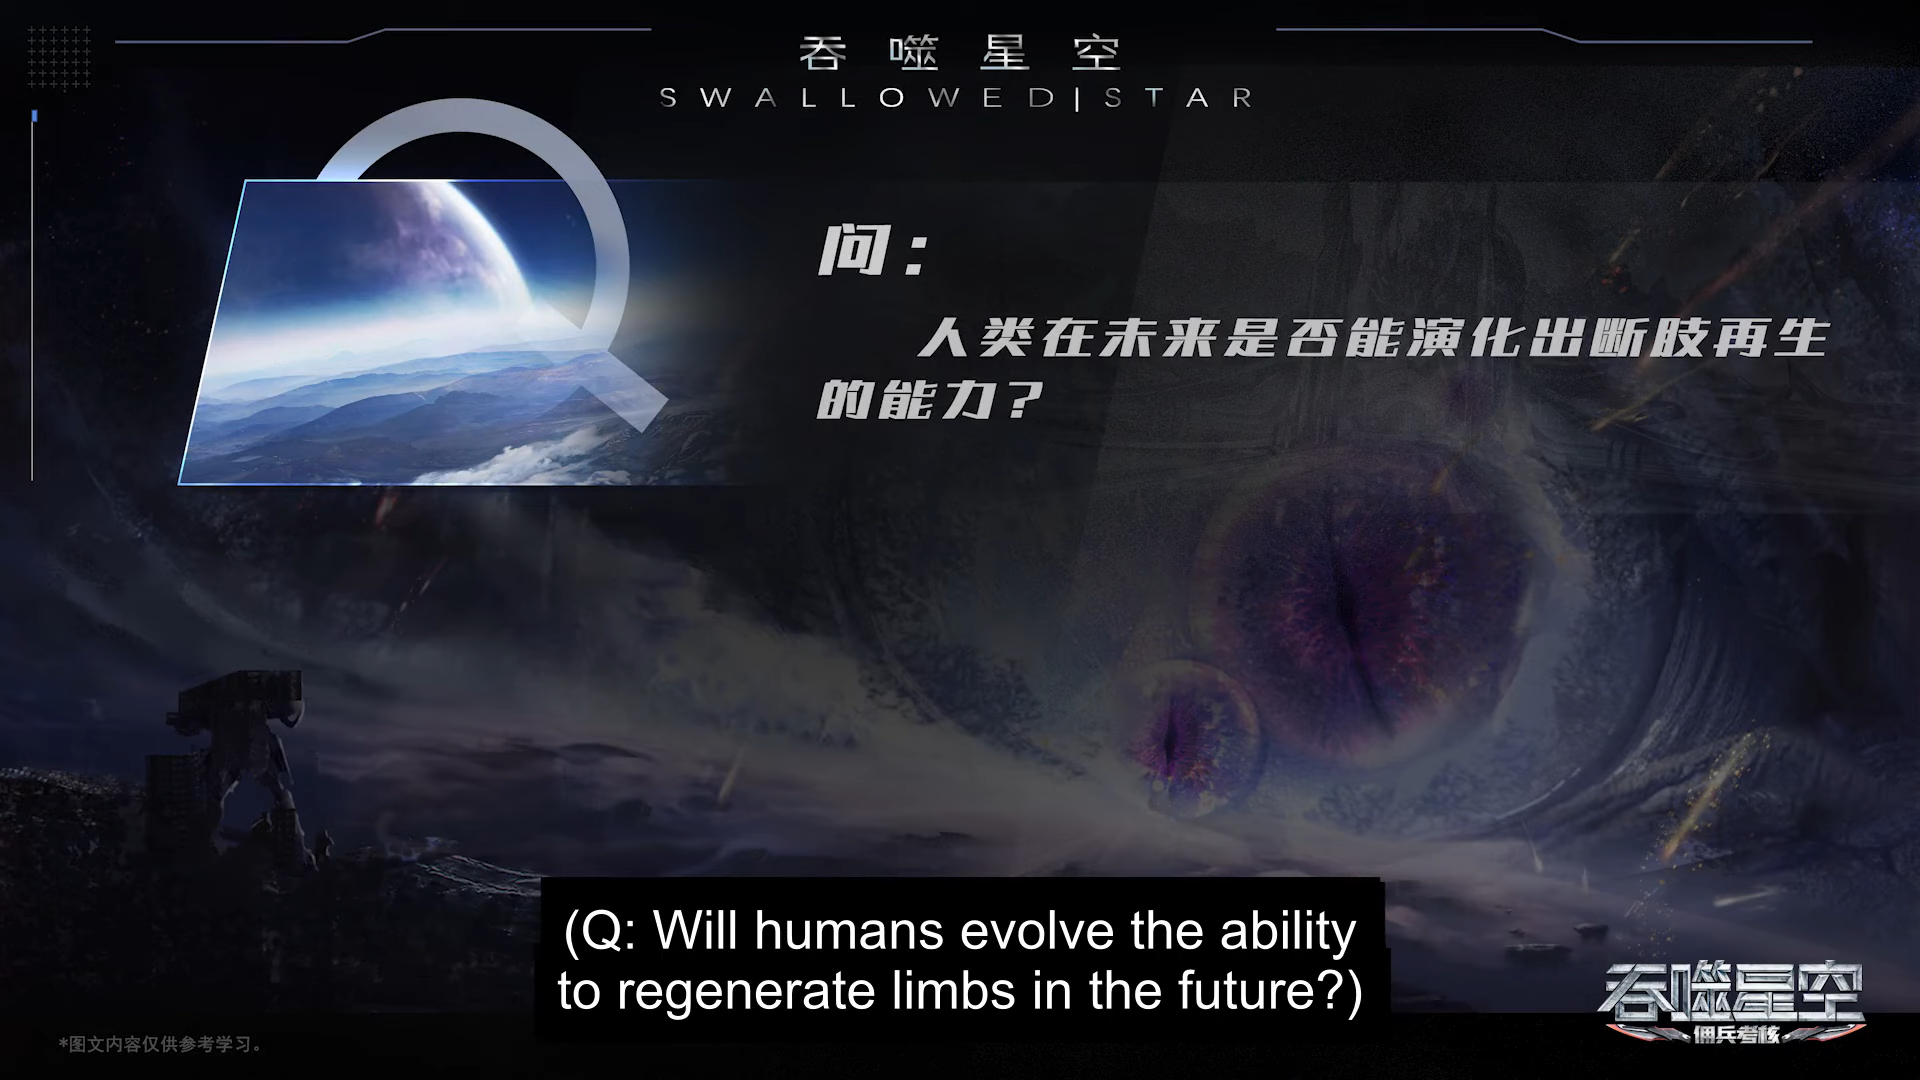 吞噬星空
SWALLOWED|STAR
问：
人类在未来是否能演化出断肢再生
的能力？
(Q: Will humans evolve the ability
to regenerate limbs in the future?)
吞噬星空
佣兵考核
*图文内容仅供参考学习。